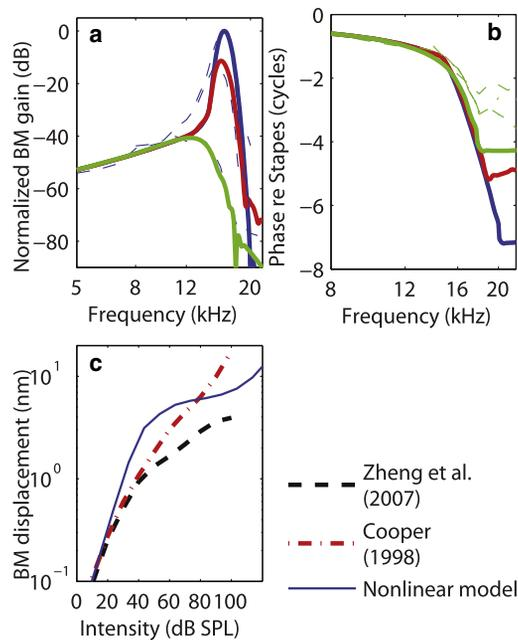 a
Normalized BM gain (dB)
0
−20
−40
−60
−80
5
8
12
20
Frequency (kHz)
b
Phase re Stapes (cycles)
0
−2
−4
−6
−8
8
12
16
20
Frequency (kHz)
c
BM displacement (nm)
10^1
10^0
10^−1
0 20 40 60 80 100
Intensity (dB SPL)
Zheng et al.
(2007)
Cooper
(1998)
Nonlinear model